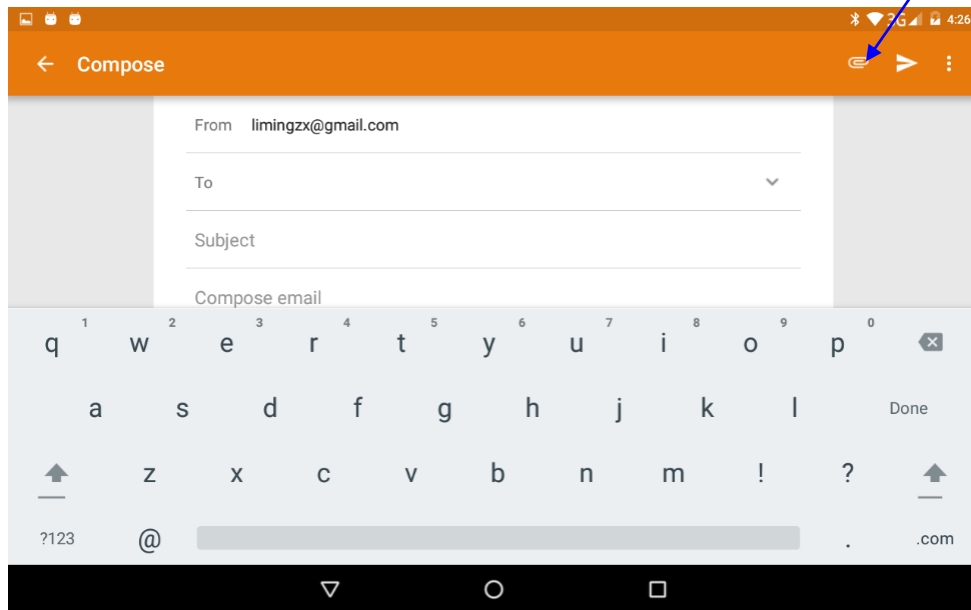 3G 4:26
Compose
From limingzx@gmail.com
To
Subject
Compose email
1 2 3 4 5 6 7 8 9 0
q w e r t y u i o p
a s d f g h j k l Done
z x c v b n m ! ?
?123 @ . .com